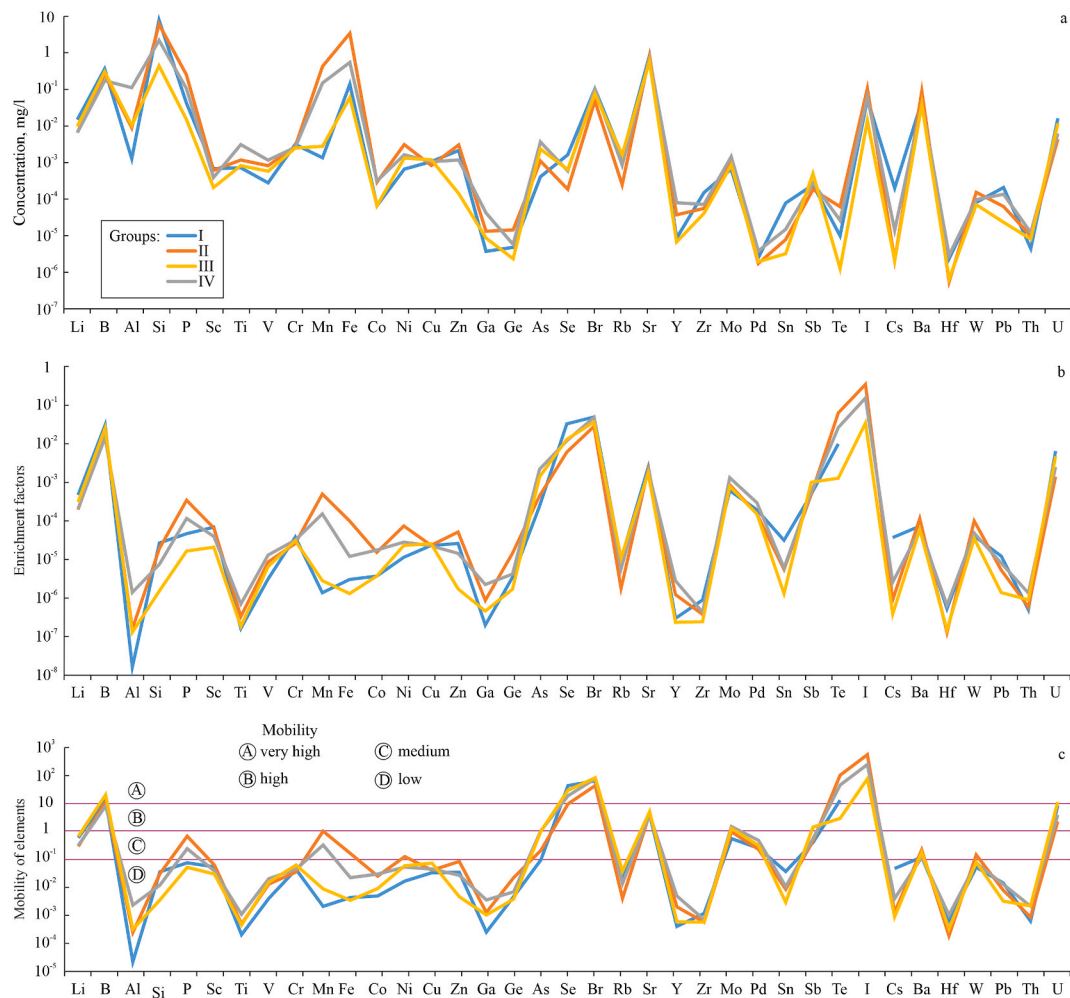 a
Concentration, mg/l
10
1
10⁻¹
10⁻²
10⁻³
10⁻⁴
10⁻⁵
10⁻⁶
10⁻⁷
Groups:
I
II
III
IV
Li B Al Si P Sc Ti V Cr Mn Fe Co Ni Cu Zn Ga Ge As Se Br Rb Sr Y Zr Mo Pd Sn Sb Te I Cs Ba Hf W Pb Th U
b
Enrichment factors
1
10⁻¹
10⁻²
10⁻³
10⁻⁴
10⁻⁵
10⁻⁶
10⁻⁷
10⁻⁸
Li B Al Si P Sc Ti V Cr Mn Fe Co Ni Cu Zn Ga Ge As Se Br Rb Sr Y Zr Mo Pd Sn Sb Te I Cs Ba Hf W Pb Th U
Mobility
A very high
C medium
B high
D low
c
Mobility of elements
10³
10²
10
1
10⁻¹
10⁻²
10⁻³
10⁻⁴
10⁻⁵
A
B
C
D
Li B Al Si P Sc Ti V Cr Mn Fe Co Ni Cu Zn Ga Ge As Se Br Rb Sr Y Zr Mo Pd Sn Sb Te I Cs Ba Hf W Pb Th U